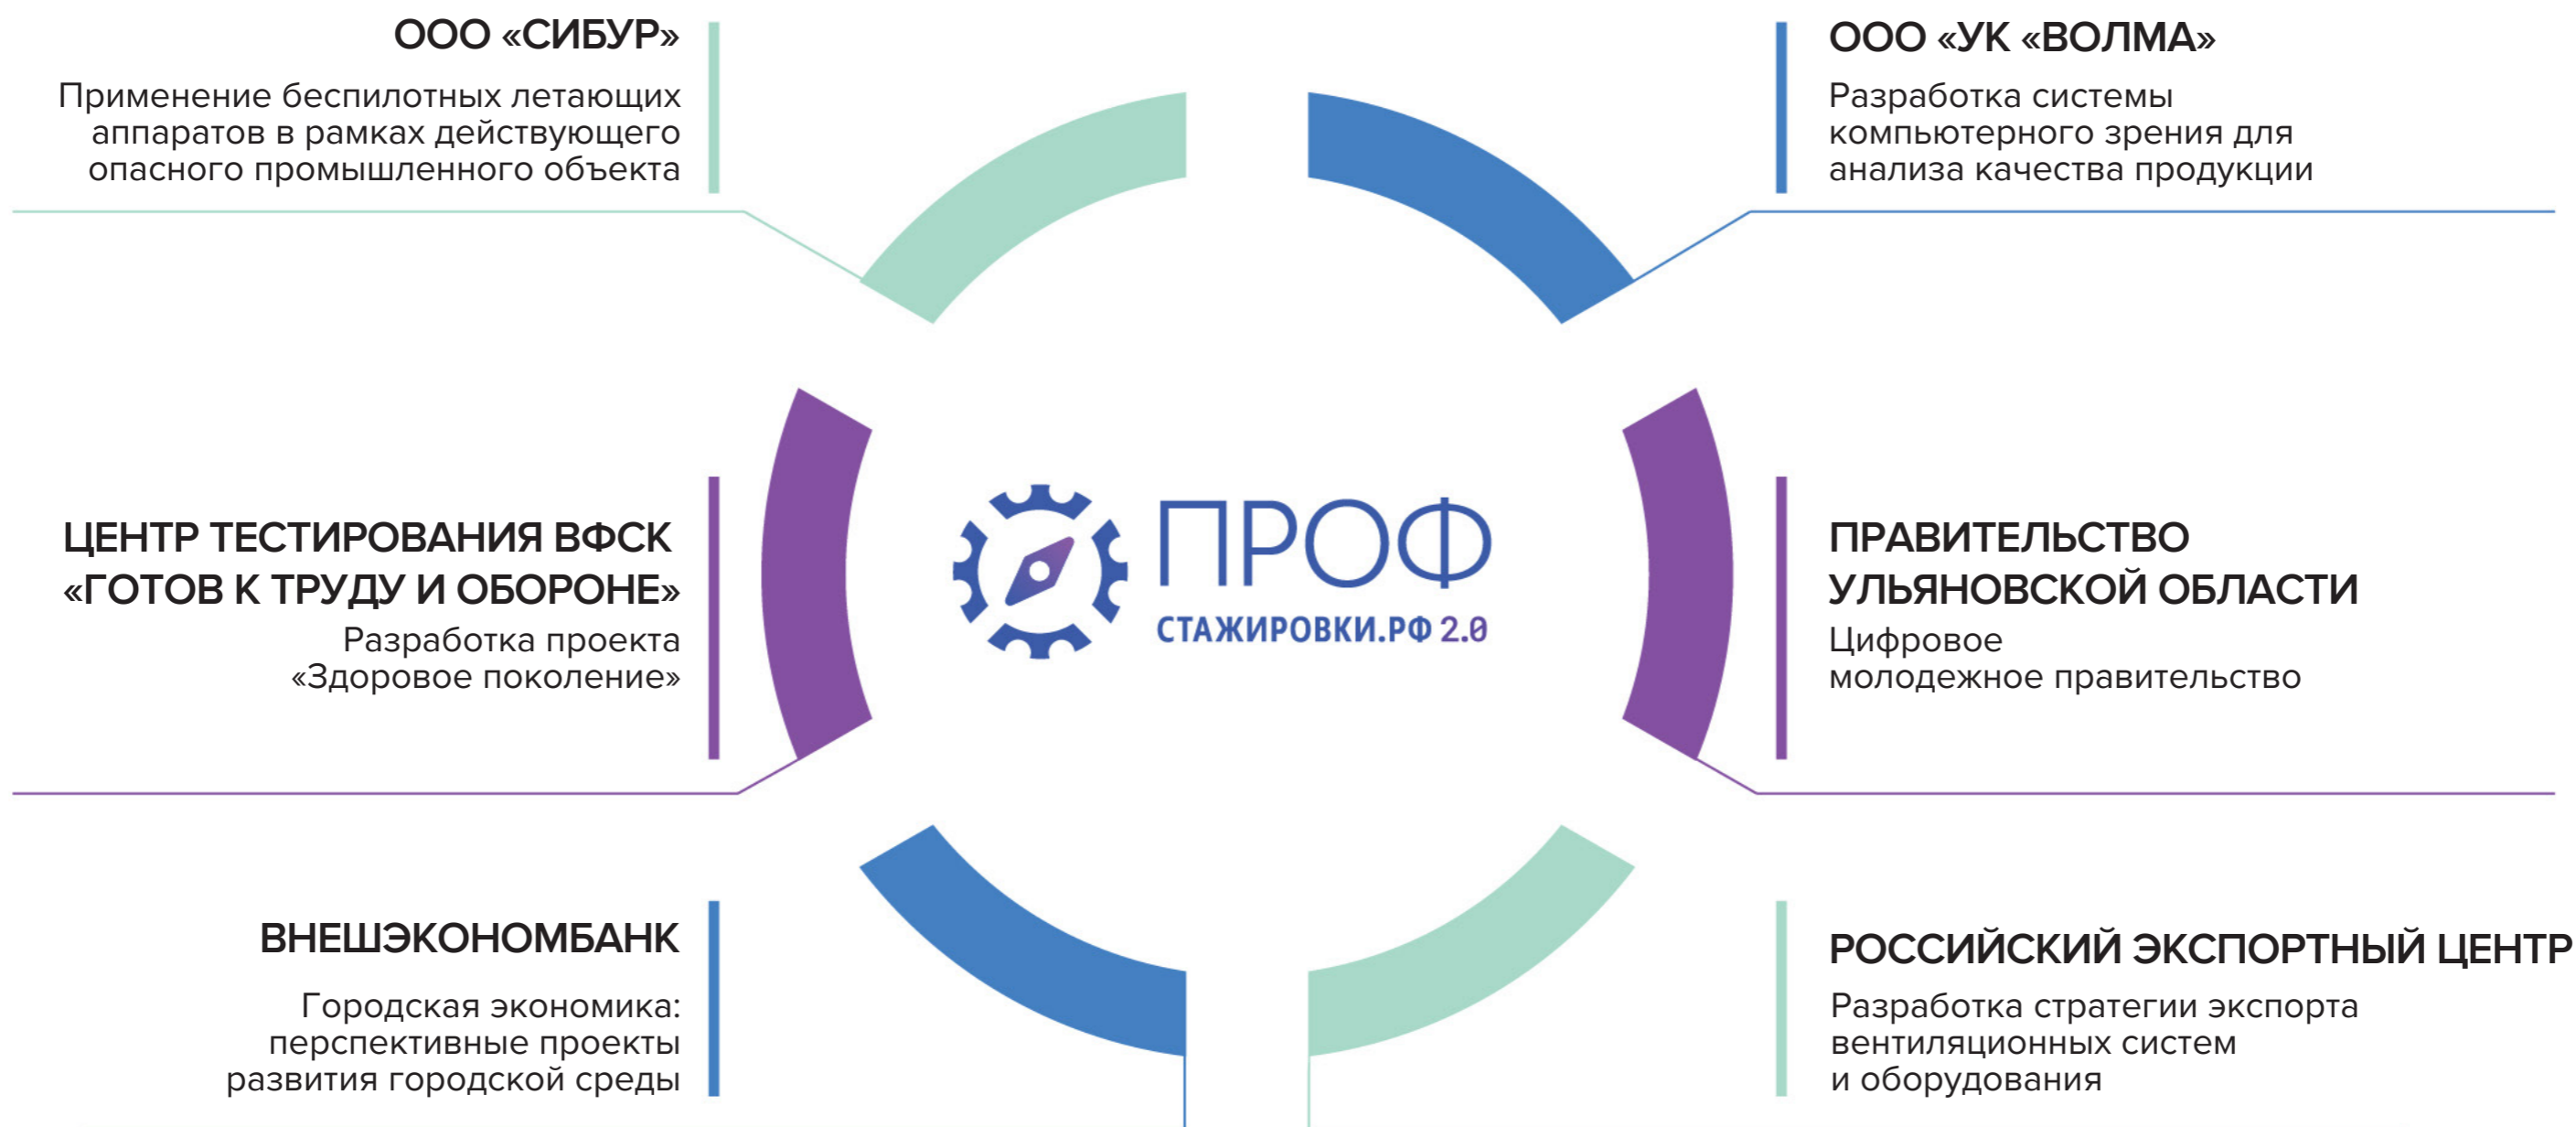 ООО «СИБУР»
Применение беспилотных летающих
аппаратов в рамках действующего
опасного промышленного объекта
ООО «УК «ВОЛМА»
Разработка системы
компьютерного зрения для
анализа качества продукции
ЦЕНТР ТЕСТИРОВАНИЯ ВФСК
«ГОТОВ К ТРУДУ И ОБОРОНЕ»
Разработка проекта
«Здоровое поколение»
ПРОФ
СТАЖИРОВКИ.РФ 2.0
ПРАВИТЕЛЬСТВО
УЛЬЯНОВСКОЙ ОБЛАСТИ
Цифровое
молодежное правительство
ВНЕШЭКОНОМБАНК
Городская экономика:
перспективные проекты
развития городской среды
РОССИЙСКИЙ ЭКСПОРТНЫЙ ЦЕНТР
Разработка стратегии экспорта
вентиляционных систем
и оборудования